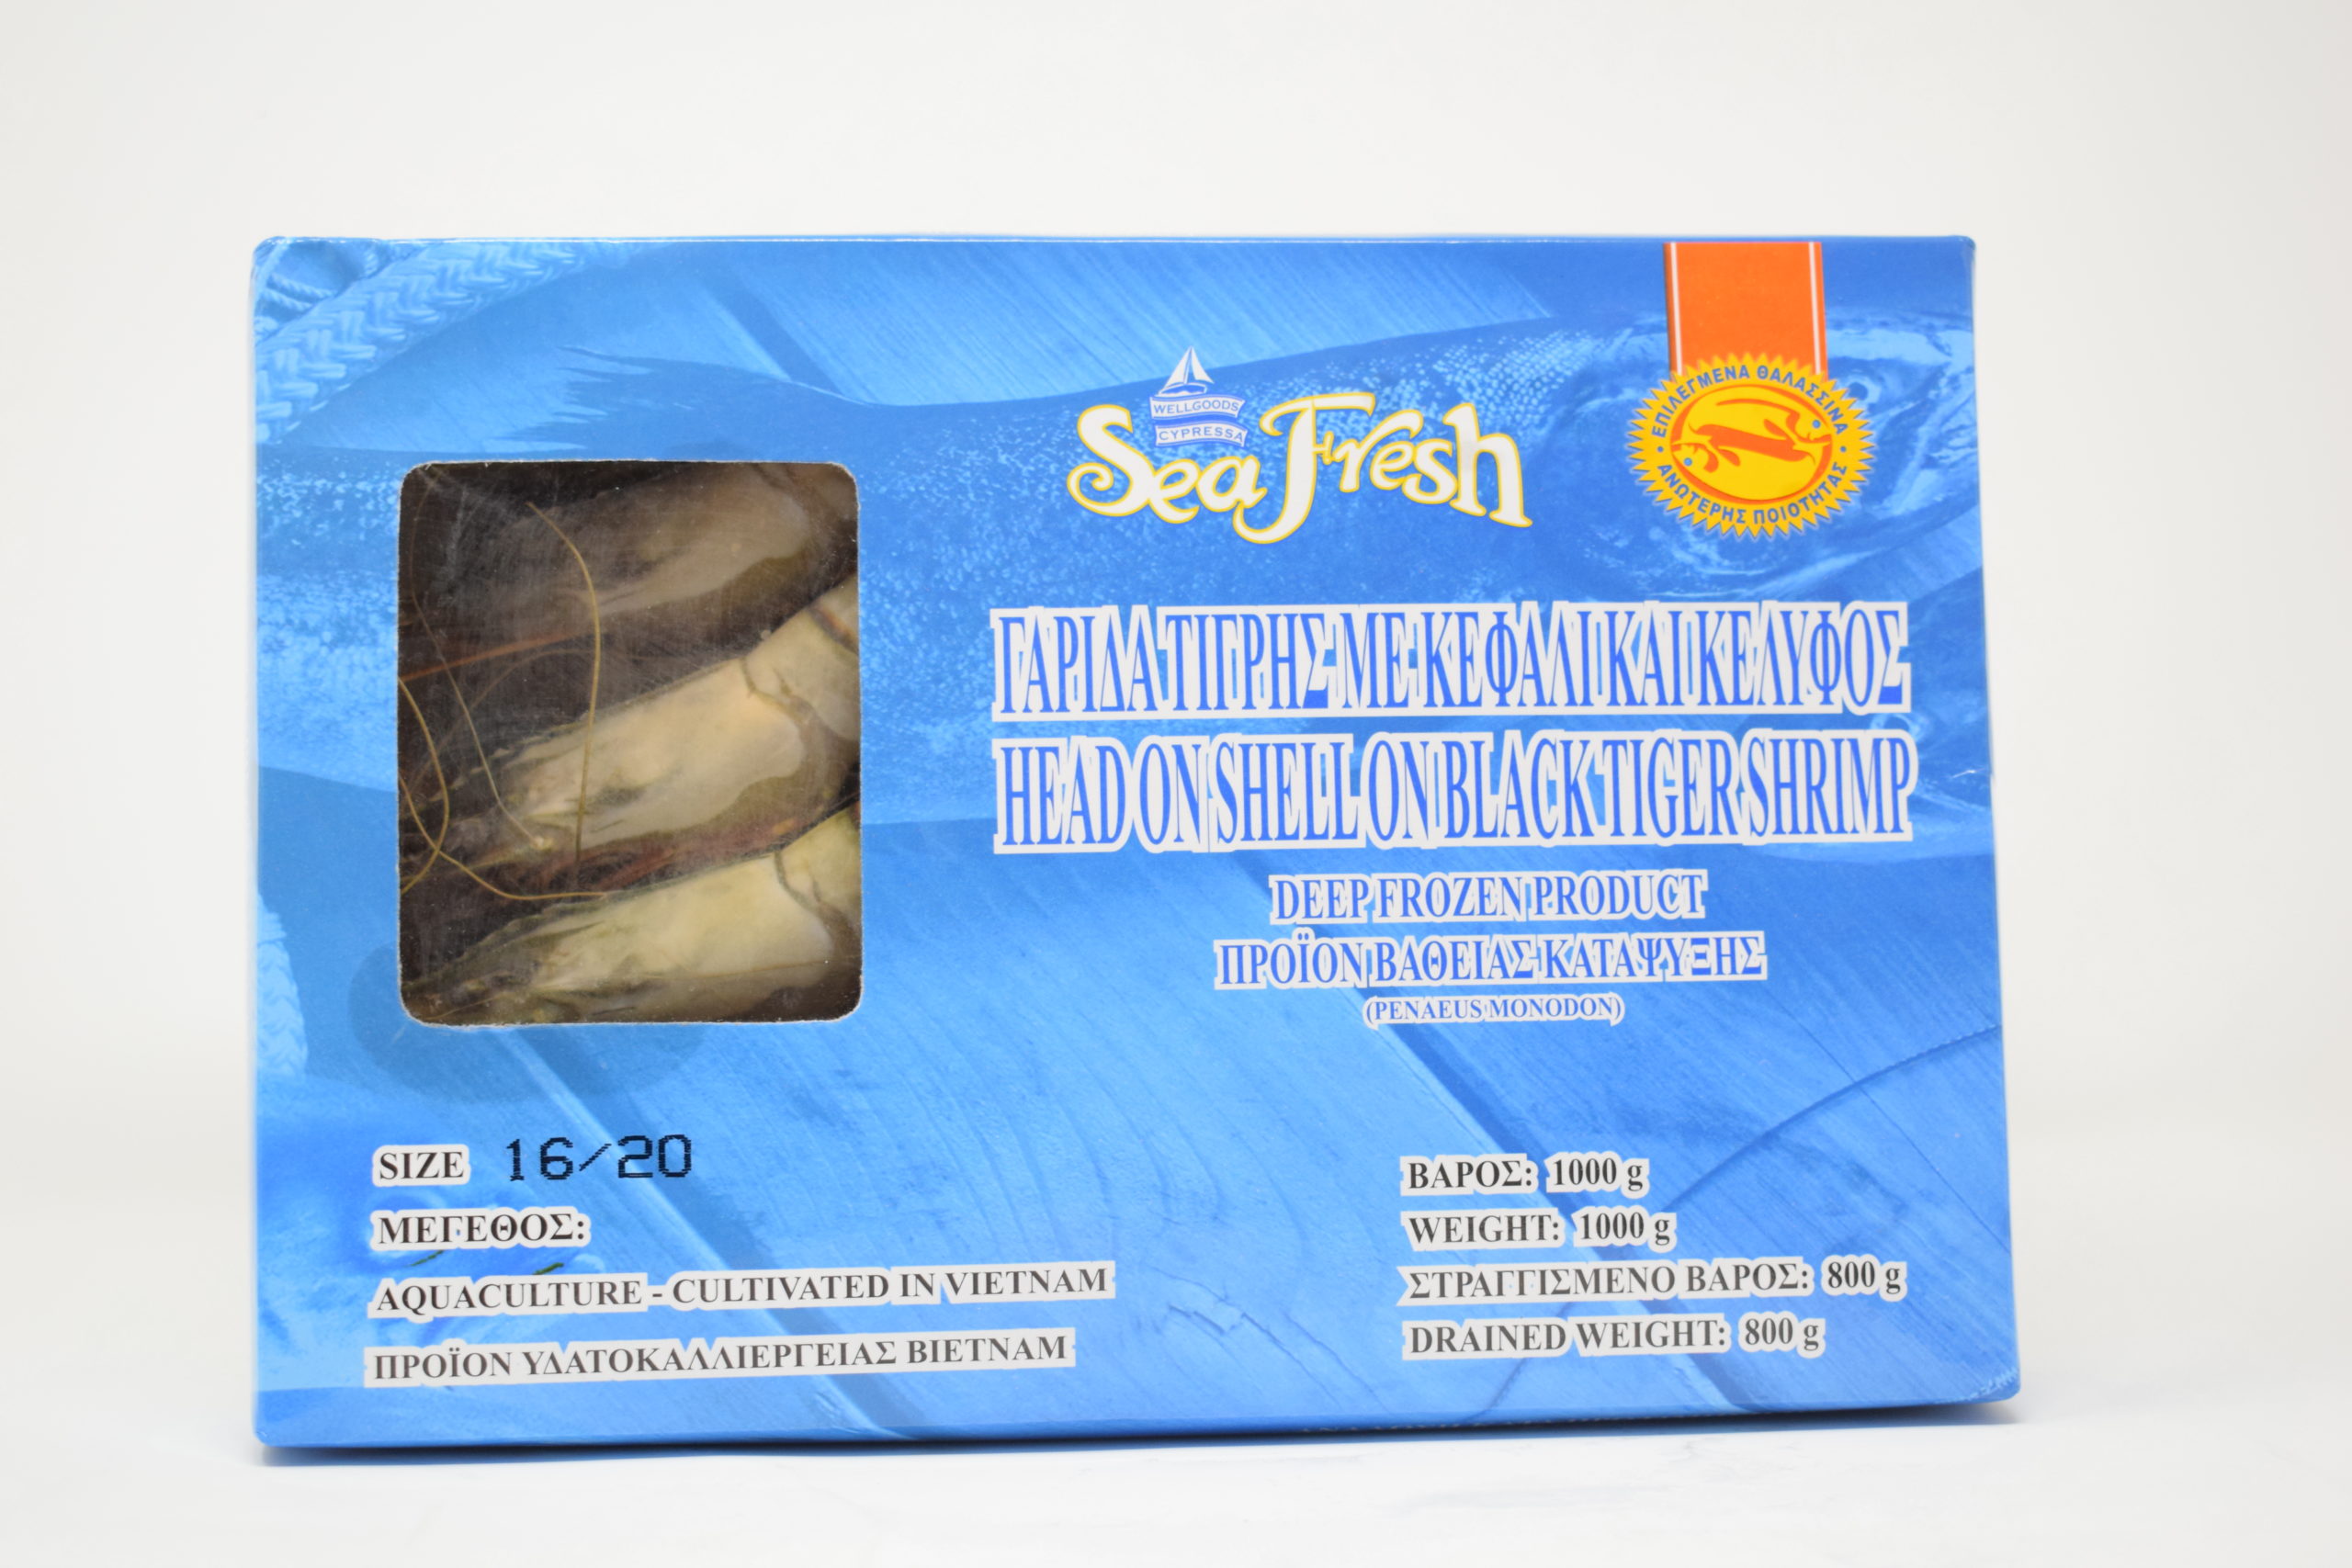 WELLGOODS
CYPRESSA
Sea Fresh
ΕΠΙΛΕΓΜΕΝΑ ΘΑΛΑΣΣΙΝΑ
ΑΝΩΤΕΡΗΣ ΠΟΙΟΤΗΤΑΣ
ΓΑΡΙΔΑ ΤΙΓΡΗΣ ΜΕ ΚΕΦΑΛΙ ΚΑΙ ΚΕΛΥΦΟΣ
HEAD ON SHELL ON BLACK TIGER SHRIMP
DEEP FROZEN PRODUCT
ΠΡΟΪΟΝ ΒΑΘΕΙΑΣ ΚΑΤΑΨΥΞΗΣ
(PENAEUS MONODON)
SIZE 16/20
ΜΕΓΕΘΟΣ:
AQUACULTURE - CULTIVATED IN VIETNAM
ΠΡΟΪΟΝ ΥΔΑΤΟΚΑΛΛΙΕΡΓΕΙΑΣ ΒΙΕΤΝΑΜ
ΒΑΡΟΣ: 1000 g
WEIGHT: 1000 g
ΣΤΡΑΓΓΙΣΜΕΝΟ ΒΑΡΟΣ: 800 g
DRAINED WEIGHT: 800 g